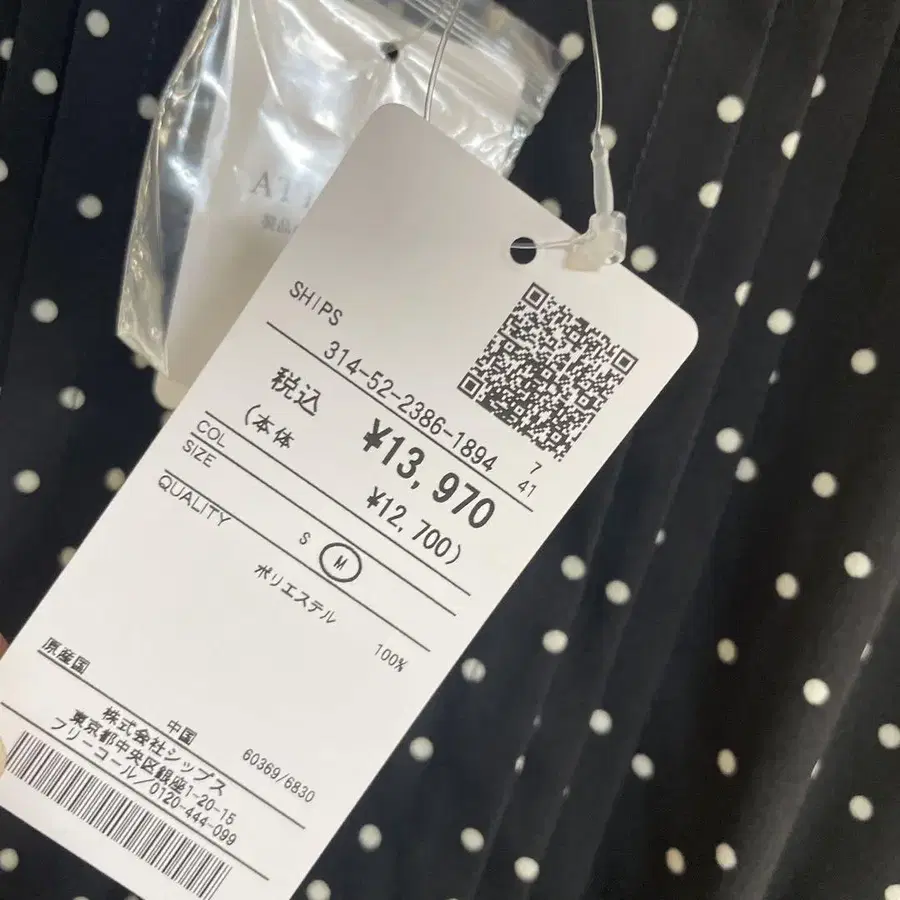 SHIPS
314-52-2386-1894 7
41
税込 ¥13,970
(本体 ¥12,700)
COL
SIZE S M
QUALITY
ポリエステル 100%
原産国
中国 60369/6830
株式会社シップス
東京都中央区銀座1-20-15
フリーコール/0120-444-099